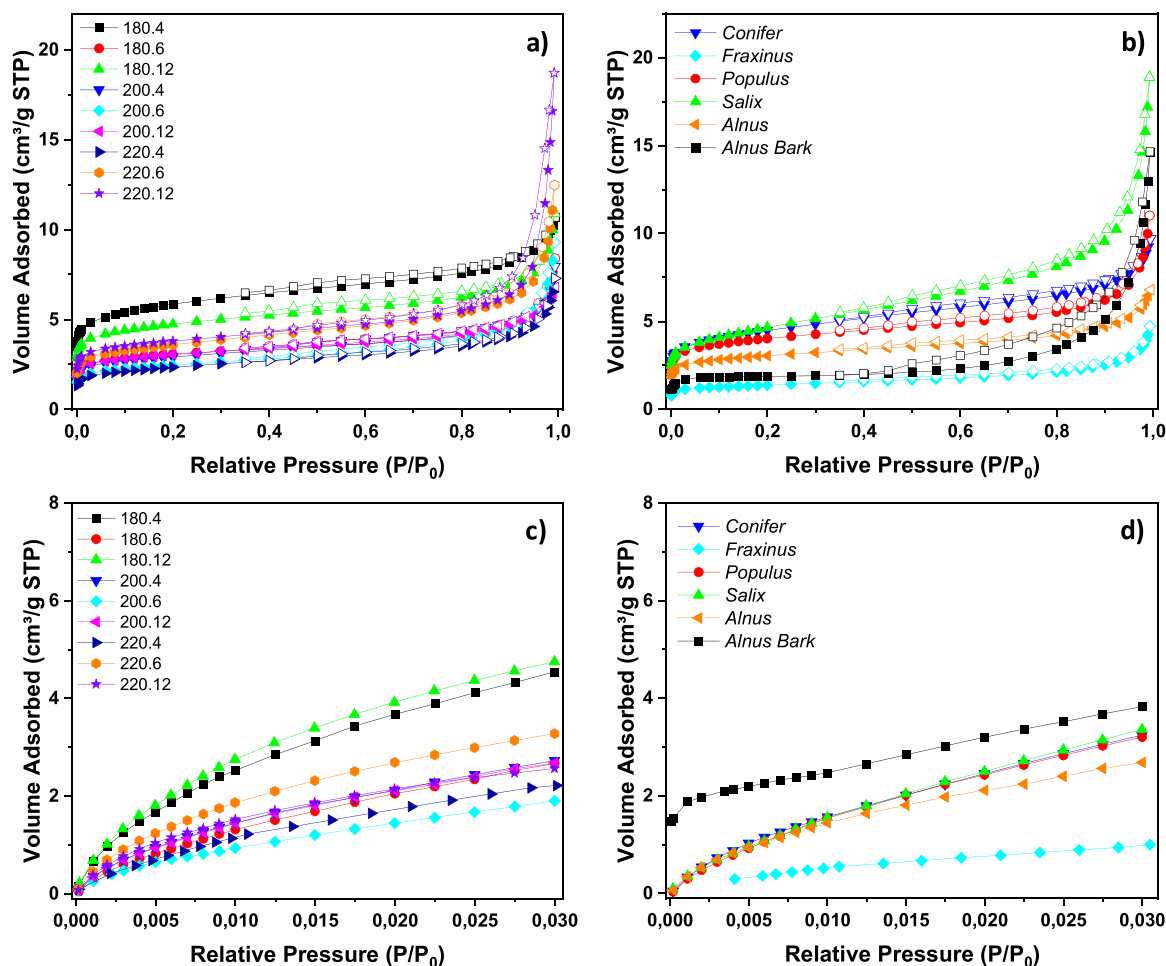 a)
Volume Adsorbed (cm³/g STP)
20
15
10
5
0
180.4
180.6
180.12
200.4
200.6
200.12
220.4
220.6
220.12
0,0 0,2 0,4 0,6 0,8 1,0
Relative Pressure (P/P₀)
b)
Volume Adsorbed (cm³/g STP)
20
15
10
5
0
Conifer
Fraxinus
Populus
Salix
Alnus
Alnus Bark
0,0 0,2 0,4 0,6 0,8 1,0
Relative Pressure (P/P₀)
c)
Volume Adsorbed (cm³/g STP)
8
6
4
2
0
180.4
180.6
180.12
200.4
200.6
200.12
220.4
220.6
220.12
0,000 0,005 0,010 0,015 0,020 0,025 0,030
Relative Pressure (P/P₀)
d)
Volume Adsorbed (cm³/g STP)
8
6
4
2
0
Conifer
Fraxinus
Populus
Salix
Alnus
Alnus Bark
0,000 0,005 0,010 0,015 0,020 0,025 0,030
Relative Pressure (P/P₀)